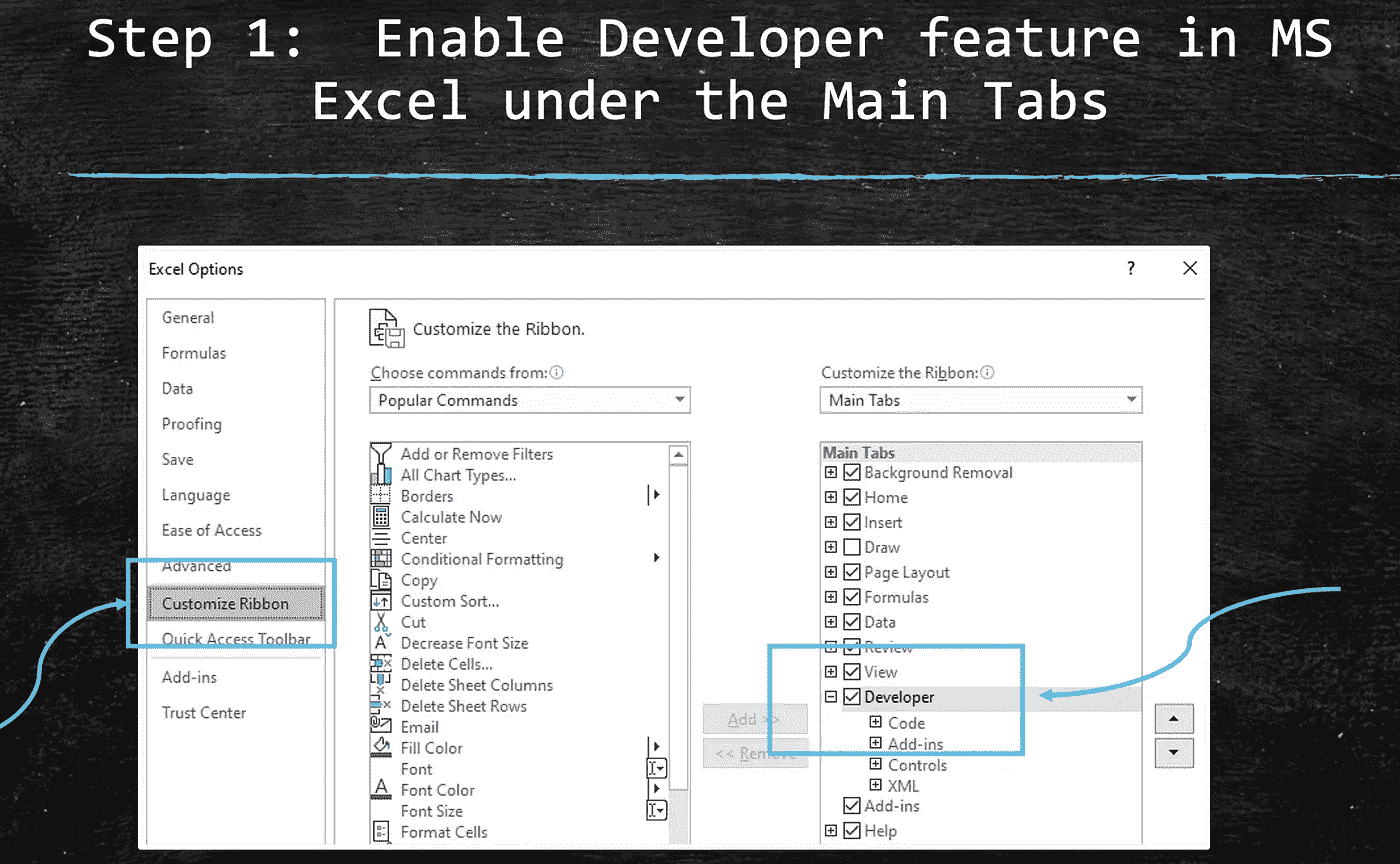 Step 1: Enable Developer feature in MS
Excel under the Main Tabs
Excel Options
?
General
Formulas
Data
Proofing
Save
Language
Ease of Access
Advanced
Customize Ribbon
Quick Access Toolbar
Add-ins
Trust Center
Customize the Ribbon.
Choose commands from:
Popular Commands
Add or Remove Filters
All Chart Types...
Borders
Calculate Now
Center
Conditional Formatting
Copy
Custom Sort...
Cut
Decrease Font Size
Delete Cells...
Delete Sheet Columns
Delete Sheet Rows
Email
Fill Color
Font
Font Color
Font Size
Format Cells
Add >>
<< Remove
Customize the Ribbon:
Main Tabs
Main Tabs
Background Removal
Home
Insert
Draw
Page Layout
Formulas
Data
Review
View
Developer
Code
Add-ins
Controls
XML
Add-ins
Help